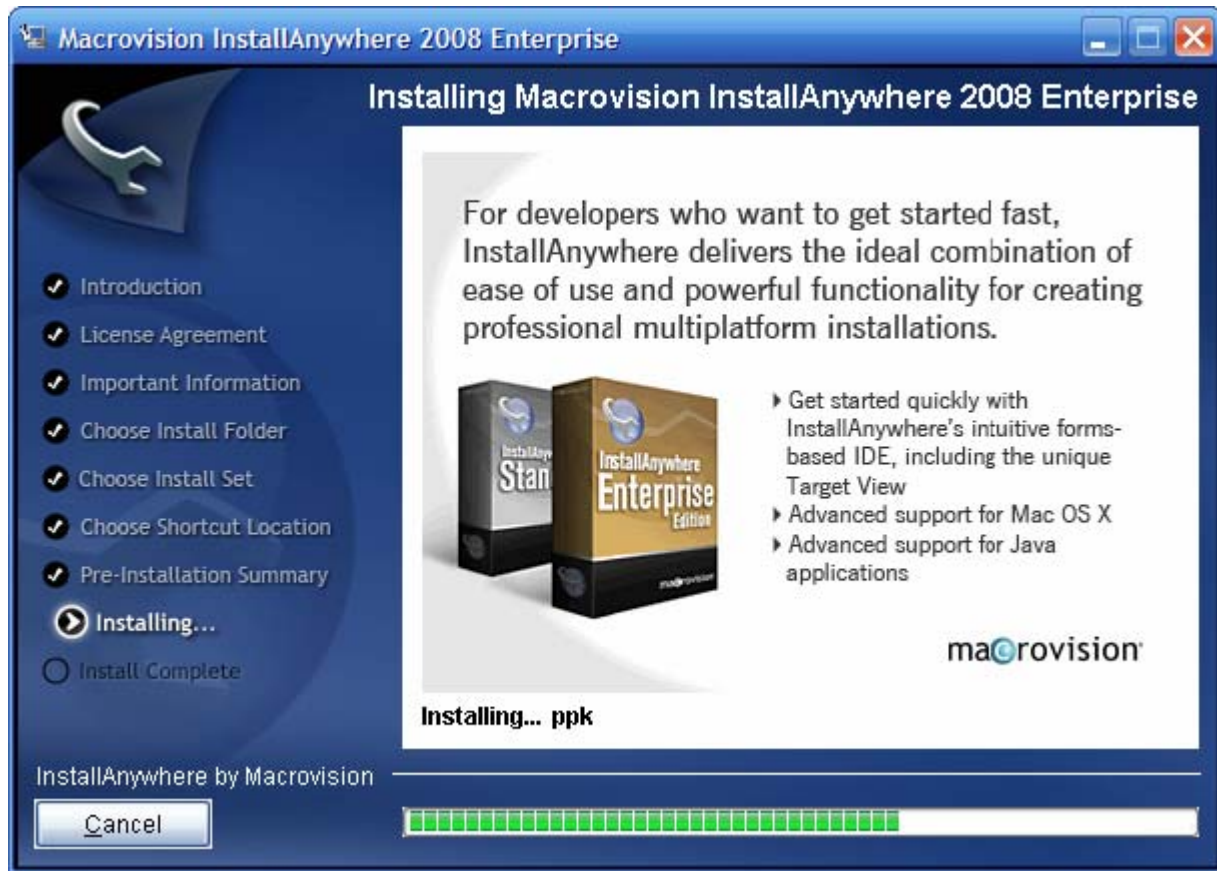 Macrovision InstallAnywhere 2008 Enterprise
Installing Macrovision InstallAnywhere 2008 Enterprise
Introduction
License Agreement
Important Information
Choose Install Folder
Choose Install Set
Choose Shortcut Location
Pre-Installation Summary
Installing...
Install Complete
For developers who want to get started fast,
InstallAnywhere delivers the ideal combination of
ease of use and powerful functionality for creating
professional multiplatform installations.
InstallAnyw
Stan
InstallAnywhere
Enterprise
Edition
macrovision
Get started quickly with
InstallAnywhere's intuitive forms-
based IDE, including the unique
Target View
Advanced support for Mac OS X
Advanced support for Java
applications
macrovision
Installing... ppk
InstallAnywhere by Macrovision
Cancel